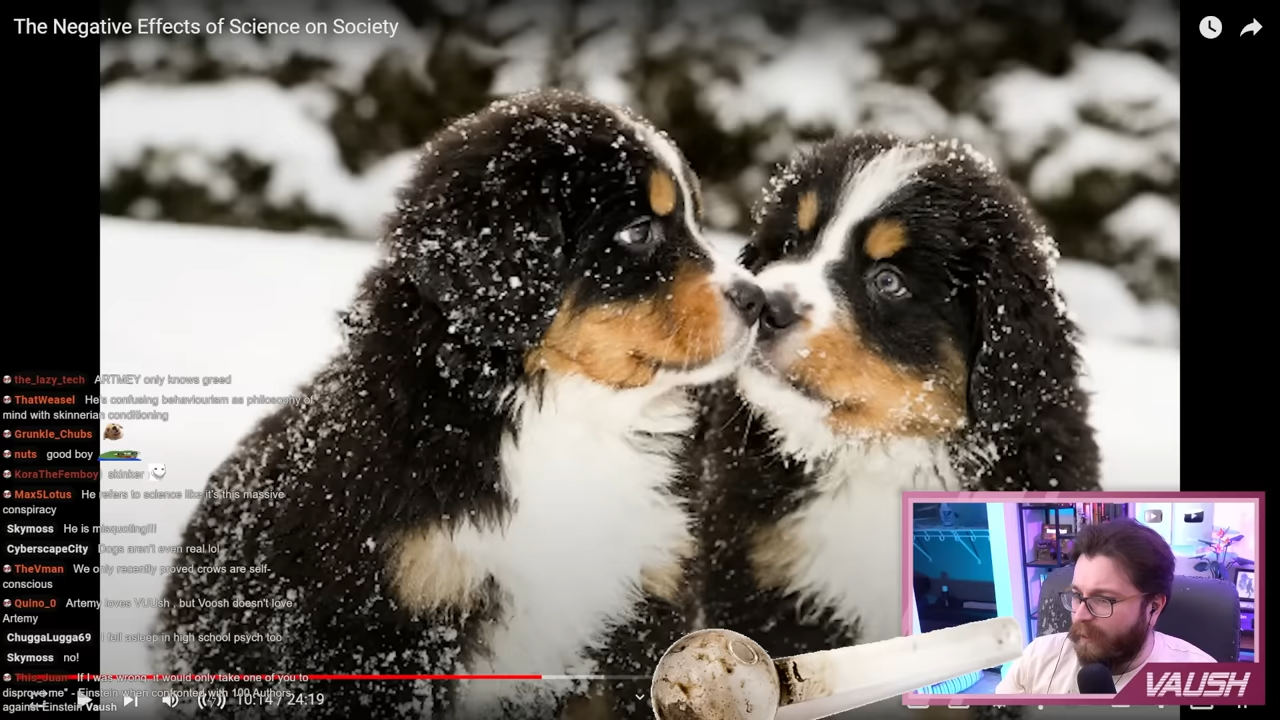 The Negative Effects of Science on Society
the_lazy_tech ARTMEY only knows greed
ThatWeasel He's confusing behaviourism as philosophy of
mind with skinnerian conditioning
Grunkle_Chubs
nuts good boy
KoraTheFemboy skinker
Max5Lotus He refers to science like it's this massive
conspiracy
Skymoss He is misquoting!!!
CyberscapeCity Dogs aren't even real lol
TheVman We only recently proved crows are self-
conscious
Quino_0 Artemy loves VUUsh , but Voosh doesn't love
Artemy
ChuggaLugga69 I fell asleep in high school psych too
Skymoss no!
This_Juan If I was wrong, it would only take one of you to
disprove me" - Einstein when confronted with 100 Authors
against Einstein Vaush
10:14 / 24:19
VAUSH